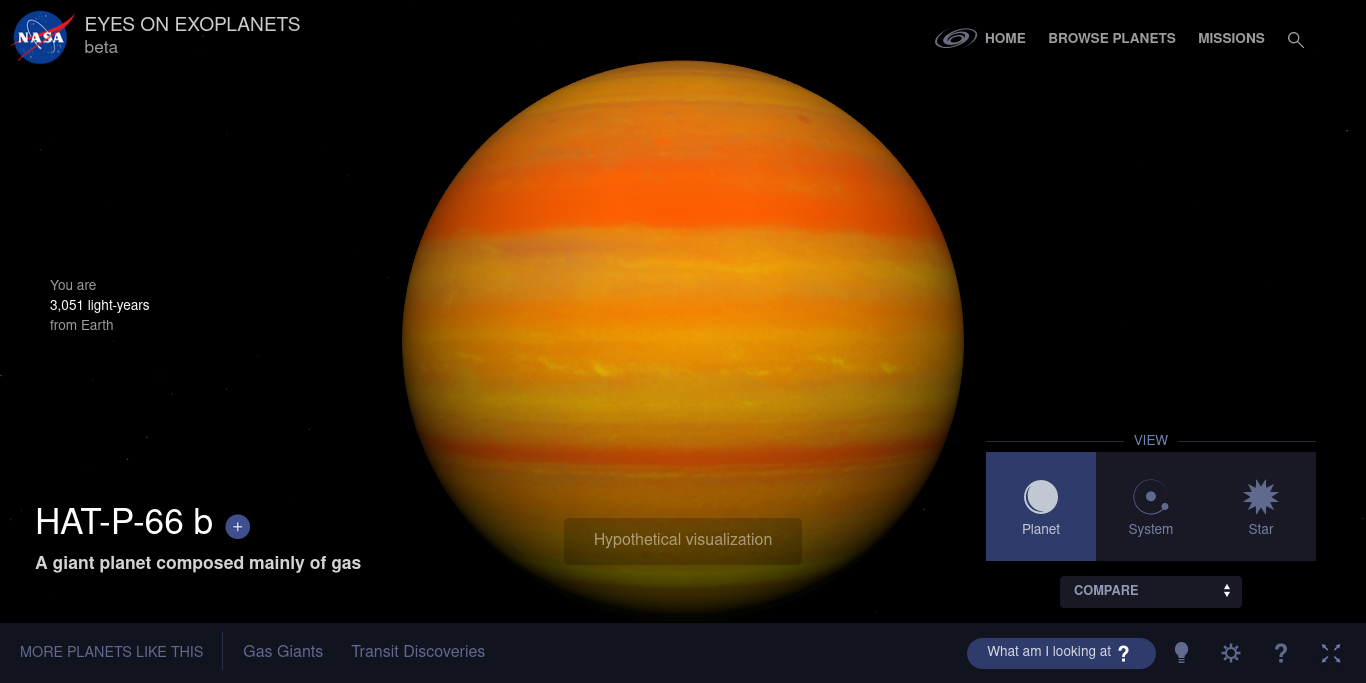 NASA
EYES ON EXOPLANETS
beta
HOME
BROWSE PLANETS
MISSIONS
You are
3,051 light-years
from Earth
VIEW
Planet
System
Star
HAT-P-66 b +
A giant planet composed mainly of gas
Hypothetical visualization
COMPARE
MORE PLANETS LIKE THIS
Gas Giants
Transit Discoveries
What am I looking at ?
?